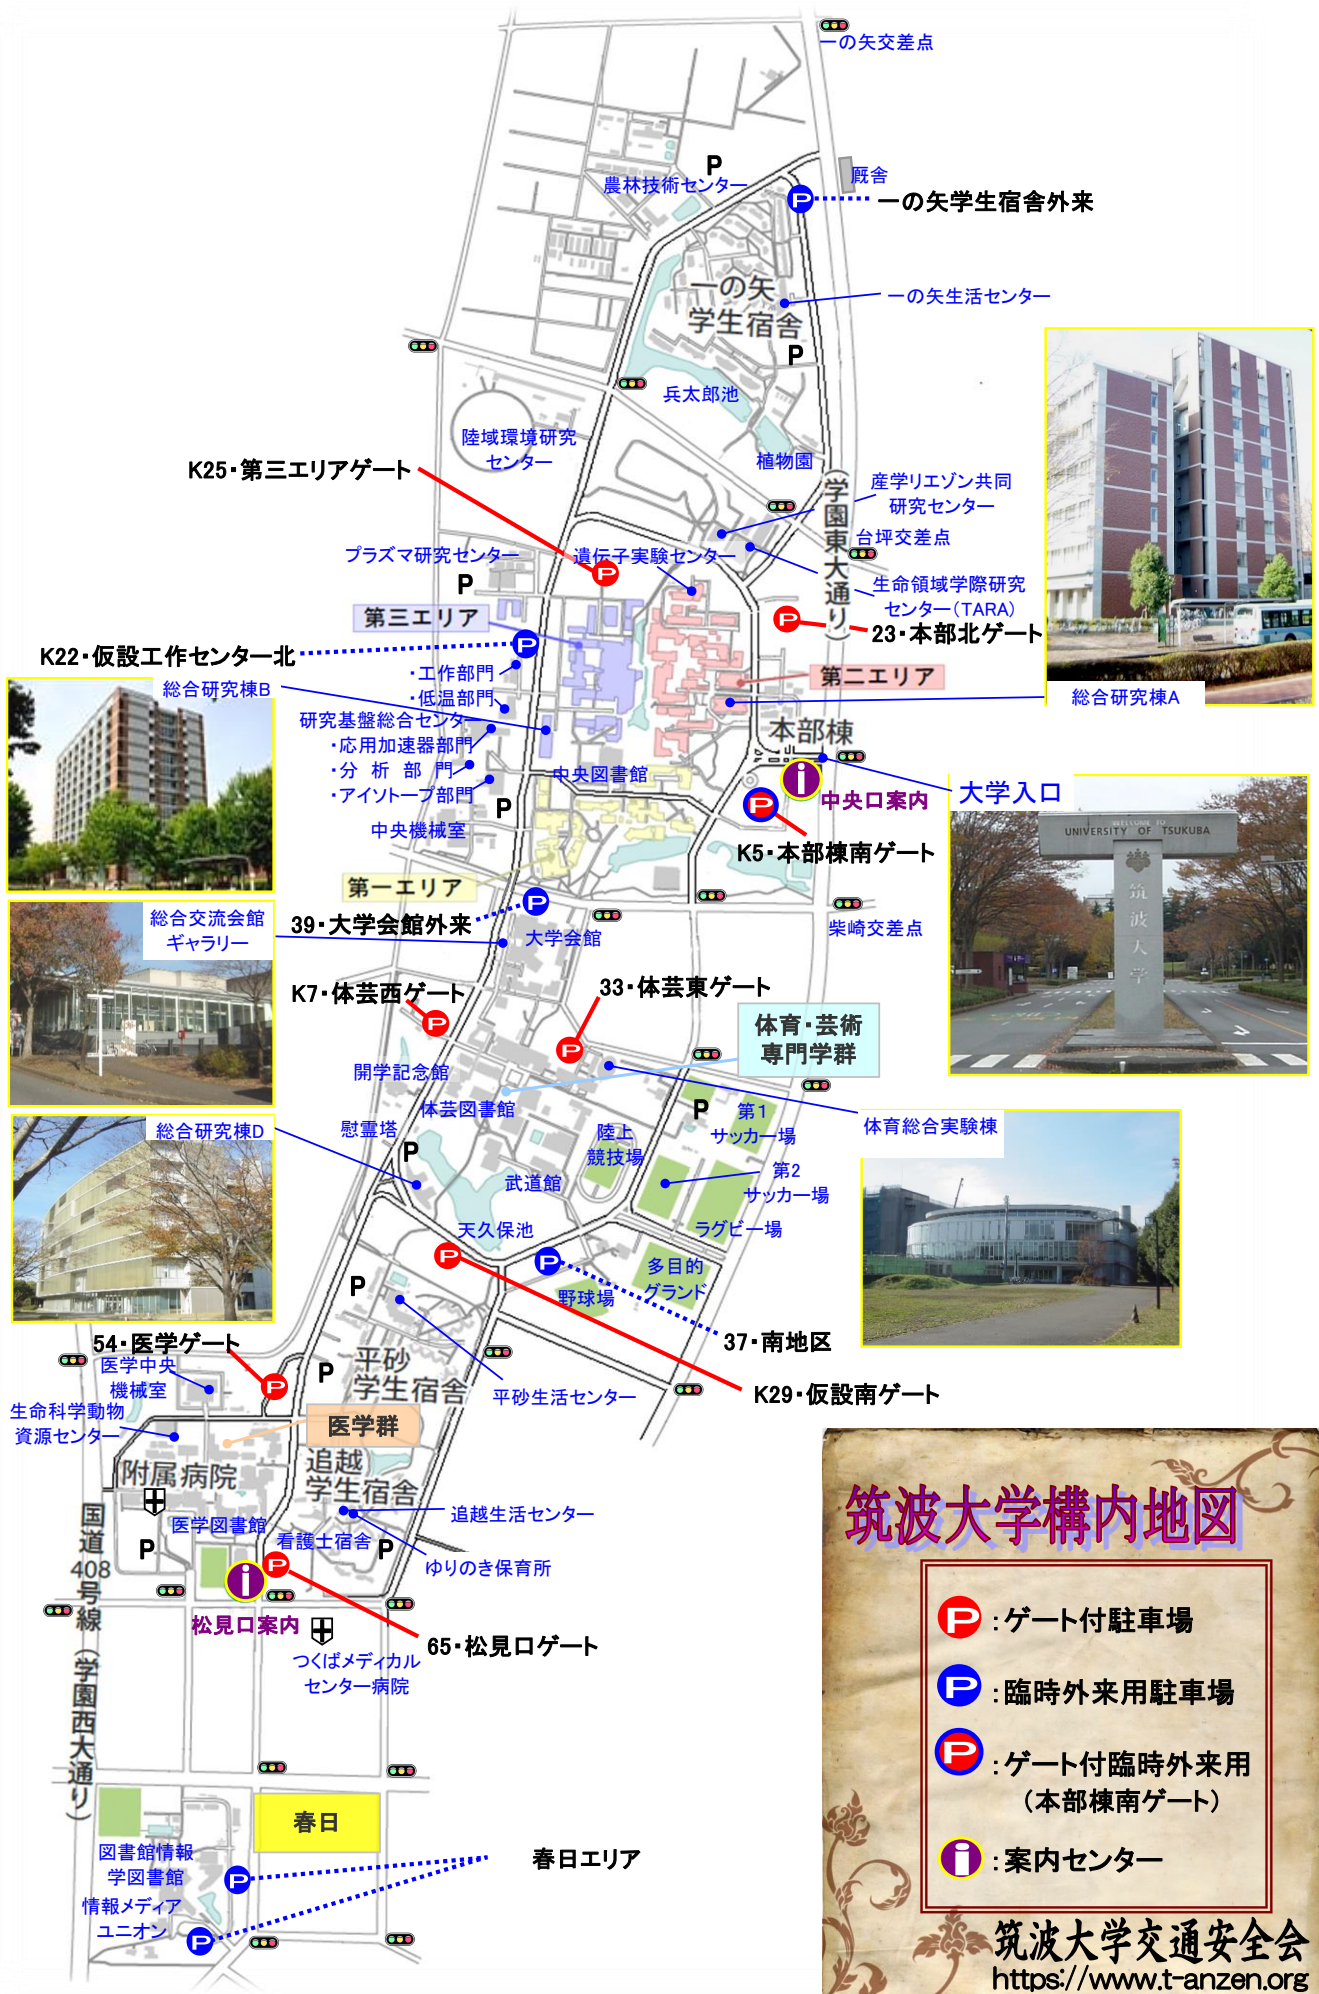 一の矢交差点
P
農林技術センター
厩舎
P
一の矢学生宿舎外来
一の矢
学生宿舎
一の矢生活センター
P
兵太郎池
陸域環境研究
センター
植物園
K25・第三エリアゲート
産学リエゾン共同
研究センター
(学園東大通り)
台坪交差点
プラズマ研究センター
遺伝子実験センター
P
P
生命領域学際研究
センター(TARA)
第三エリア
P
23・本部北ゲート
K22・仮設工作センター北
P
・工作部門
第二エリア
総合研究棟B
・低温部門
総合研究棟A
研究基盤総合センター
・応用加速器部門
本部棟
・分析部門
中央図書館
・アイソトープ部門
i
中央口案内
大学入口
P
P
中央機械室
WELCOME TO
UNIVERSITY OF TSUKUBA
筑波大学
K5・本部棟南ゲート
第一エリア
P
総合交流会館
ギャラリー
39・大学会館外来
大学会館
柴崎交差点
K7・体芸西ゲート
33・体芸東ゲート
P
P
体育・芸術
専門学群
開学記念館
体芸図書館
P
第1
サッカー場
慰霊塔
陸上
競技場
体育総合実験棟
総合研究棟D
P
武道館
第2
サッカー場
天久保池
ラグビー場
P
P
多目的
グランド
P
野球場
54・医学ゲート
37・南地区
医学中央
機械室
P
P
平砂
学生宿舎
平砂生活センター
K29・仮設南ゲート
生命科学動物
資源センター
医学群
附属病院
追越
学生宿舎
追越生活センター
医学図書館
看護士宿舎
P
P
ゆりのき保育所
国道408号線(学園西大通り)
i
P
松見口案内
65・松見口ゲート
つくばメディカル
センター病院
春日
図書館情報
学図書館
P
春日エリア
情報メディア
ユニオン
P
筑波大学構内地図
P:ゲート付駐車場
P:臨時外来用駐車場
P:ゲート付臨時外来用
(本部棟南ゲート)
i:案内センター
筑波大学交通安全会
https://www.t-anzen.org